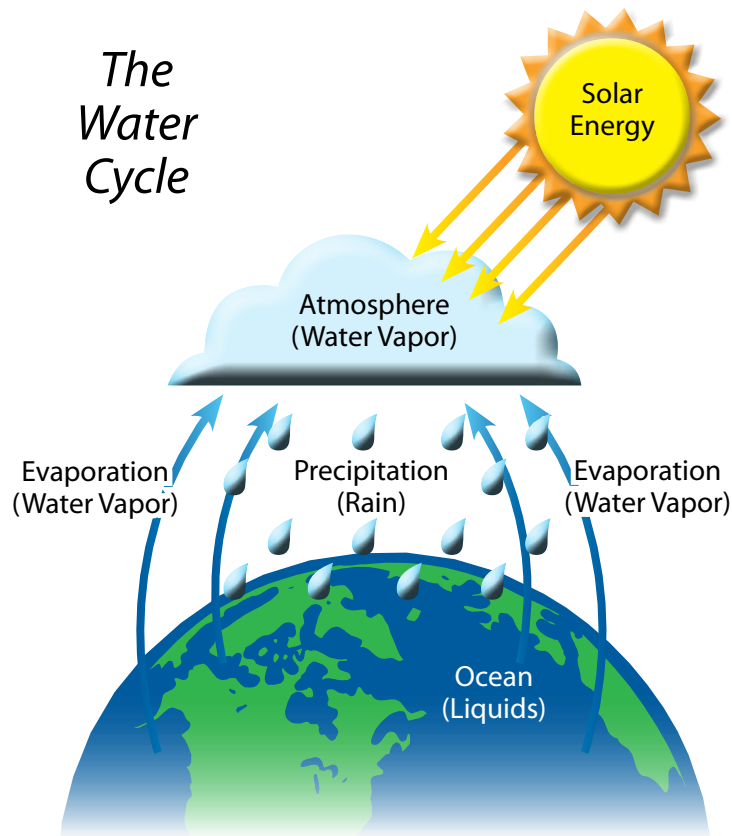 The
Water
Cycle
Solar
Energy
Atmosphere
(Water Vapor)
Evaporation
(Water Vapor)
Precipitation
(Rain)
Evaporation
(Water Vapor)
Ocean
(Liquids)